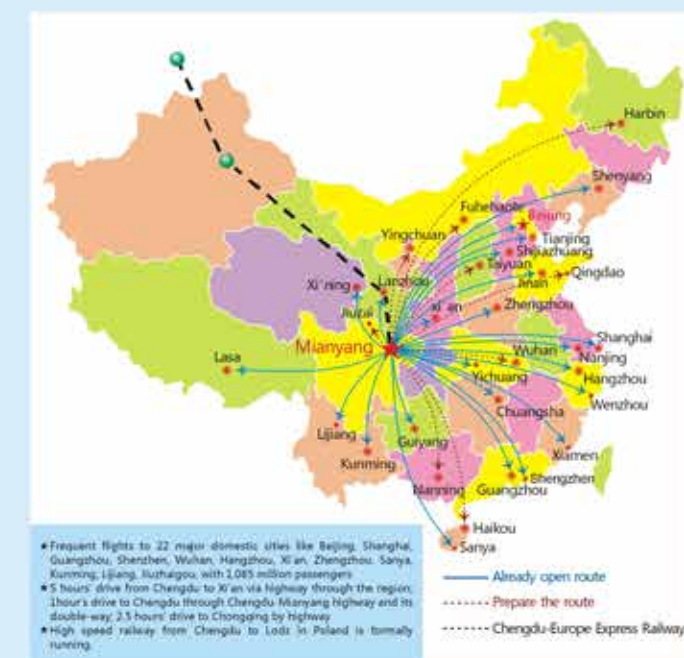 Harbin
Shenyang
Fuhehaote
Beijing
Yingchuan
Tianjing
Shijiazhuang
Taiyuan
Qingdao
Jinan
Xi'ning
Lanzhou
Jiuzai
xi'an
Zhengzhou
Mianyang
Shanghai
Wuhan
Nanjing
Lasa
Yichuang
Hangzhou
Wenzhou
Chuangsha
Lijiang
Guiyang
Xiamen
Kunming
Nanning
Guangzhou
Bhengzhen
Haikou
Sanya
★Frequent flights to 22 major domestic cities like Beijing, Shanghai,
Guangzhou, Shenzhen, Wuhan, Hangzhou, Xi'an, Zhengzhou, Sanya,
Kunming, Lijiang, Jiuzhaigou, with 1,085 million passengers
★5 hours' drive from Chengdu to Xi'an via highway through the region;
1hour's drive to Chengdu through Chengdu Mianyang highway and its
double-way; 2.5 hours' drive to Chongqing by highway
★High speed railway from Chengdu to Lodz in Poland is formally
running.
Already open route
Prepare the route
Chengdu-Europe Express Railway